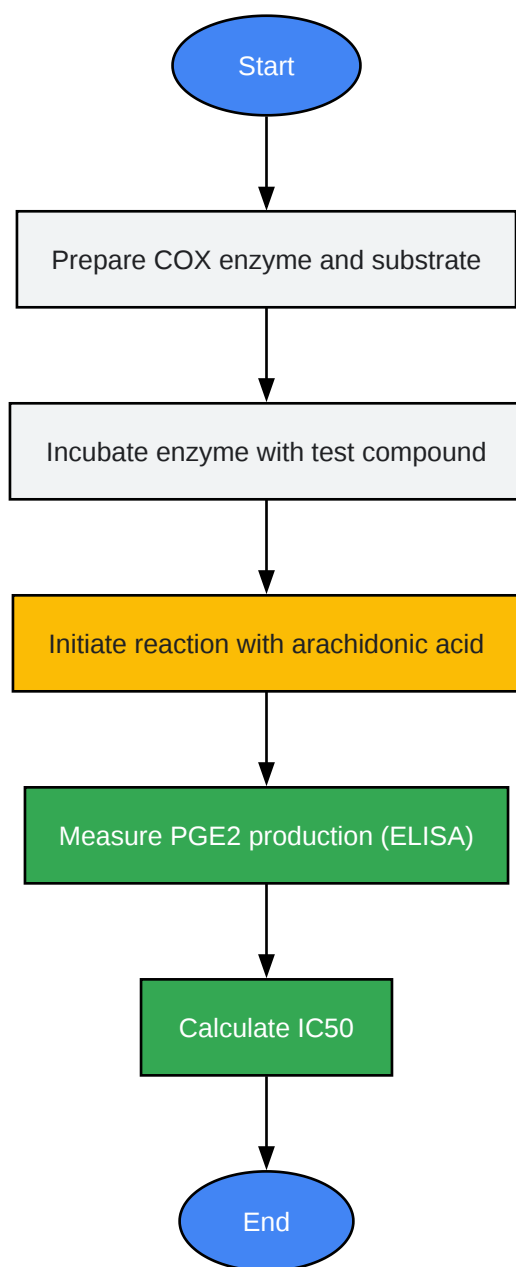 Start
Prepare COX enzyme and substrate
Incubate enzyme with test compound
Initiate reaction with arachidonic acid
Measure PGE2 production (ELISA)
Calculate IC50
End